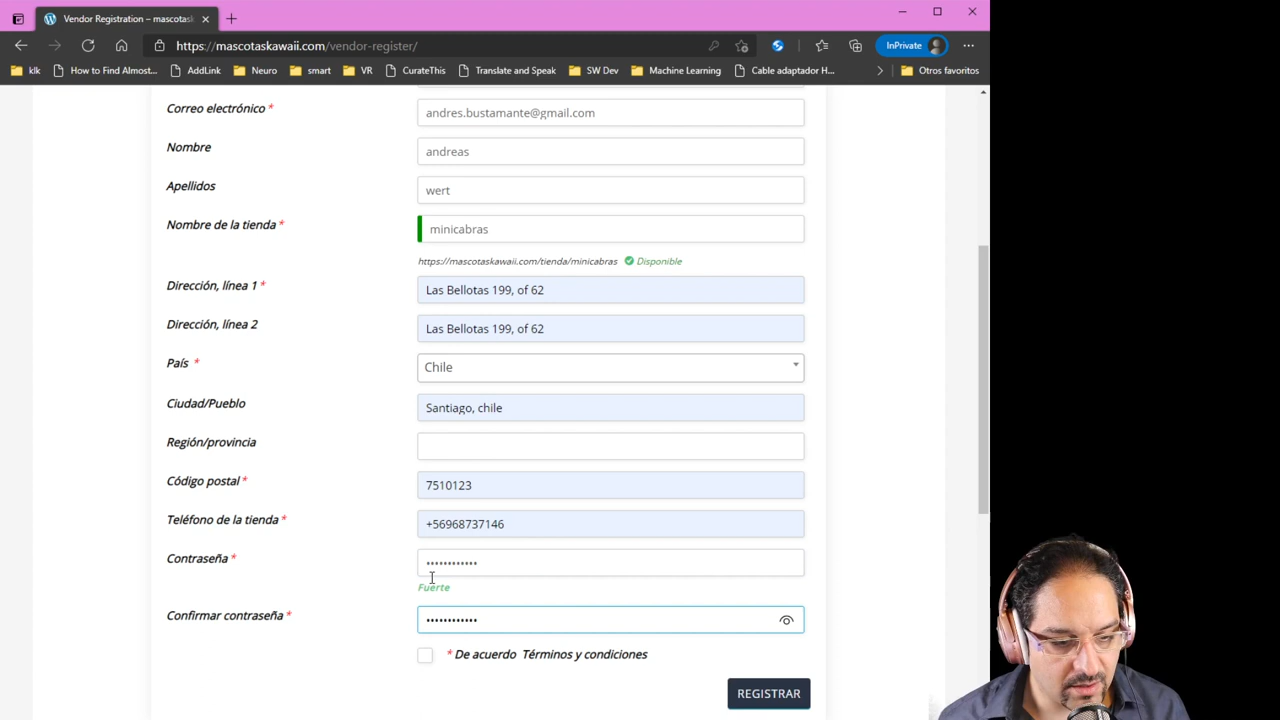 Vendor Registration – mascotask
https://mascotaskawaii.com/vendor-register/
InPrivate
klk
How to Find Almost...
AddLink
Neuro
smart
VR
CurateThis
Translate and Speak
SW Dev
Machine Learning
Cable adaptador H...
Otros favoritos
Correo electrónico * andres.bustamante@gmail.com
Nombre andreas
Apellidos wert
Nombre de la tienda * minicabras
https://mascotaskawaii.com/tienda/minicabras Disponible
Dirección, línea 1 * Las Bellotas 199, of 62
Dirección, línea 2 Las Bellotas 199, of 62
País * Chile
Ciudad/Pueblo Santiago, chile
Región/provincia
Código postal * 7510123
Teléfono de la tienda * +56968737146
Contraseña * ••••••••••••
Fuerte
Confirmar contraseña * ••••••••••••
* De acuerdo Términos y condiciones
REGISTRAR